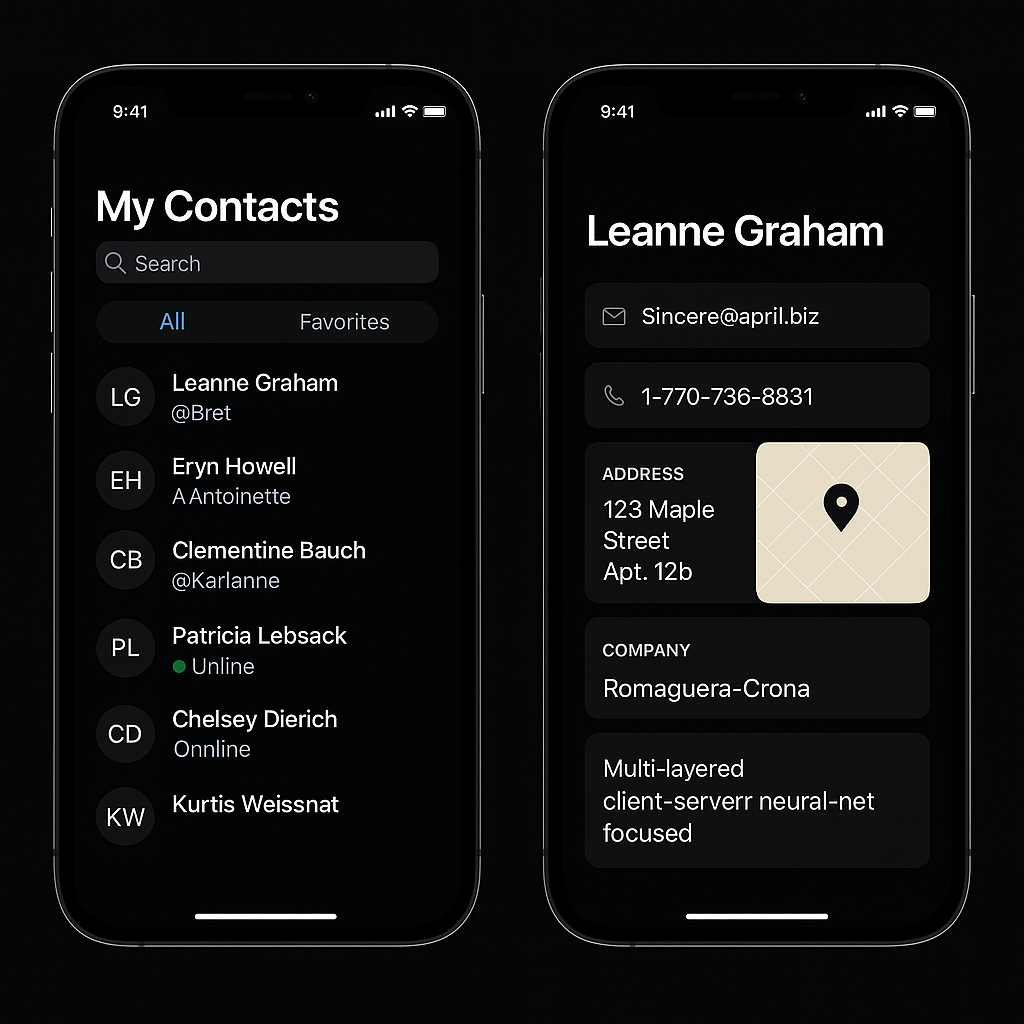 9:41
My Contacts
Search
All Favorites
LG
Leanne Graham
@Bret
EH
Eryn Howell
A Antoinette
CB
Clementine Bauch
@Karlanne
PL
Patricia Lebsack
Unline
CD
Chelsey Dierich
Onnline
KW
Kurtis Weissnat
9:41
Leanne Graham
Sincere@april.biz
1-770-736-8831
ADDRESS
123 Maple
Street
Apt. 12b
COMPANY
Romaguera-Crona
Multi-layered
client-serverr neural-net
focused